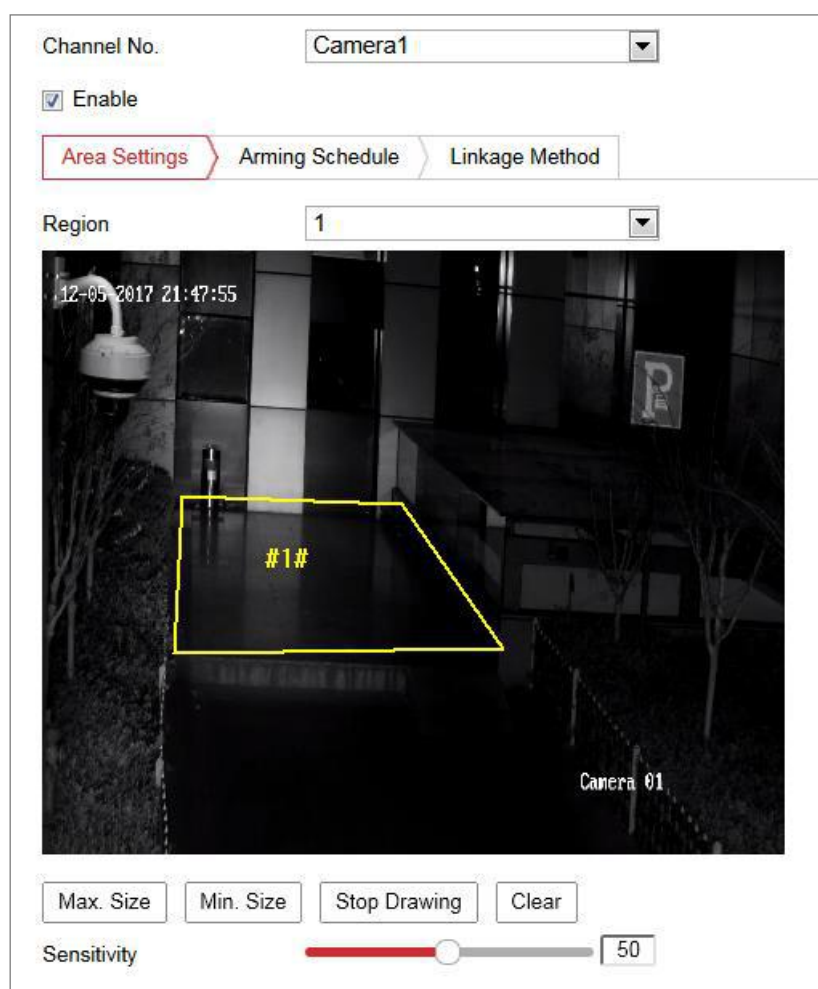 Channel No. Camera1
Enable
Area Settings Arming Schedule Linkage Method
Region 1
12-05-2017 21:47:55
P
#1#
Camera 01
Max. Size Min. Size Stop Drawing Clear
Sensitivity 50